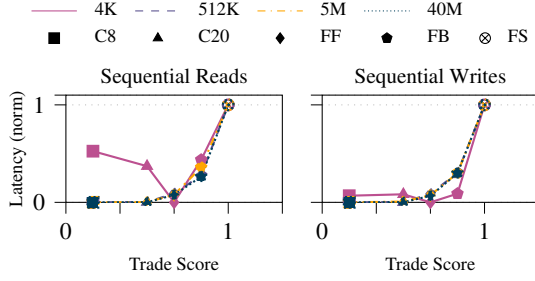 4K 512K 5M 40M
C8 C20 FF FB FS
Sequential Reads Sequential Writes
Latency (norm)
1
0
0 1 0 1
Trade Score Trade Score